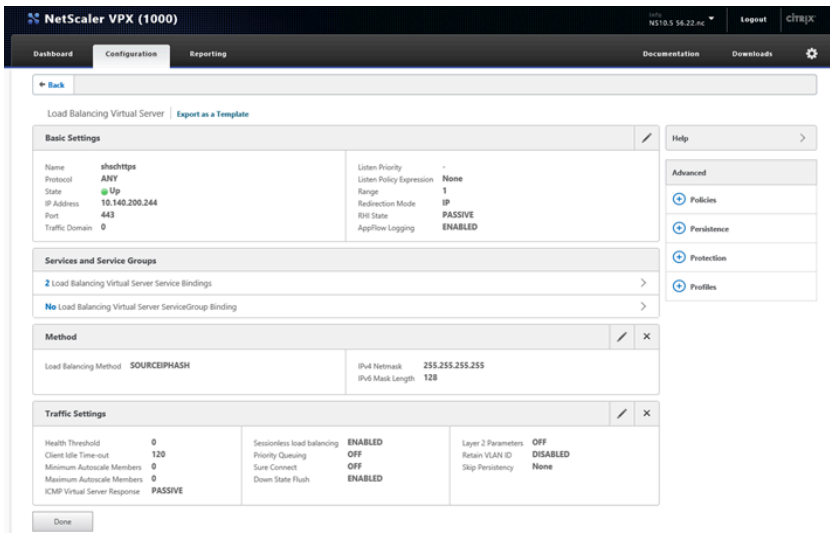 NetScaler VPX (1000)
NS10.5 56.22.nc
Logout
CITRIX
Dashboard
Configuration
Reporting
Documentation
Downloads
Back
Load Balancing Virtual Server
Export as a Template
Basic Settings
Name shschttps
Protocol ANY
State Up
IP Address 10.140.200.244
Port 443
Traffic Domain 0
Listen Priority -
Listen Policy Expression None
Range 1
Redirection Mode IP
RHI State PASSIVE
AppFlow Logging ENABLED
Services and Service Groups
2 Load Balancing Virtual Server Service Bindings
No Load Balancing Virtual Server ServiceGroup Binding
Method
Load Balancing Method SOURCEIPHASH
IPv4 Netmask 255.255.255.255
IPv6 Mask Length 128
Traffic Settings
Health Threshold 0
Client Idle Time-out 120
Minimum Autoscale Members 0
Maximum Autoscale Members 0
ICMP Virtual Server Response PASSIVE
Sessionless load balancing ENABLED
Priority Queuing OFF
Sure Connect OFF
Down State Flush ENABLED
Layer 2 Parameters OFF
Retain VLAN ID DISABLED
Skip Persistency None
Done
Help
Advanced
Policies
Persistence
Protection
Profiles